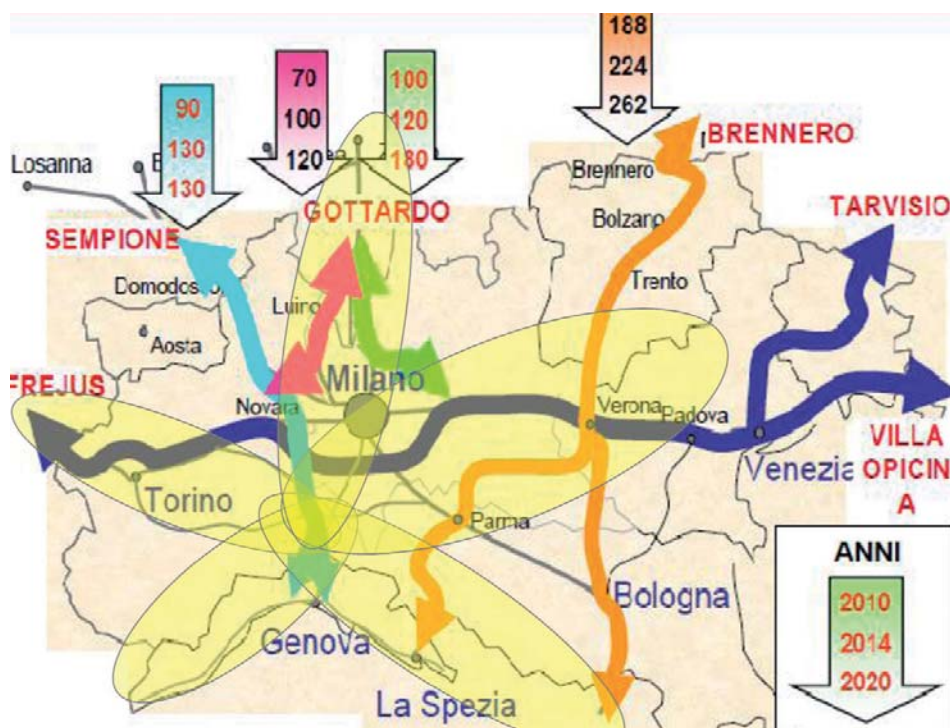 188
224
262
70
100
120
100
120
180
90
130
130
BRENNERO
Losanna
Brennero
GOTTARDO
Bolzano
TARVISIO
SEMPIONE
Domodosso
Luino
Trento
Aosta
FREJUS
Milano
Novara
Verona
Padova
VILLA
OPICIN
A
Venezia
Torino
Parma
ANNI
2010
2014
2020
Bologna
Genova
La Spezia